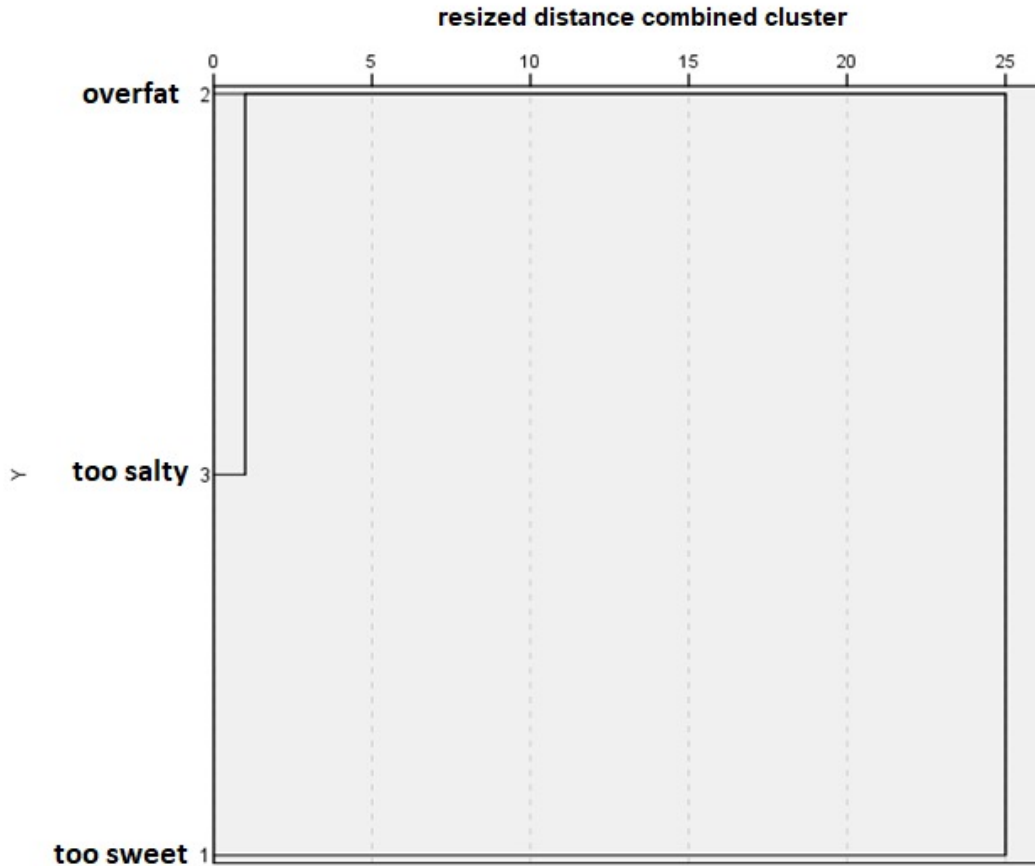 resized distance combined cluster
0 5 10 15 20 25
overfat 2
Y too salty 3
too sweet 1